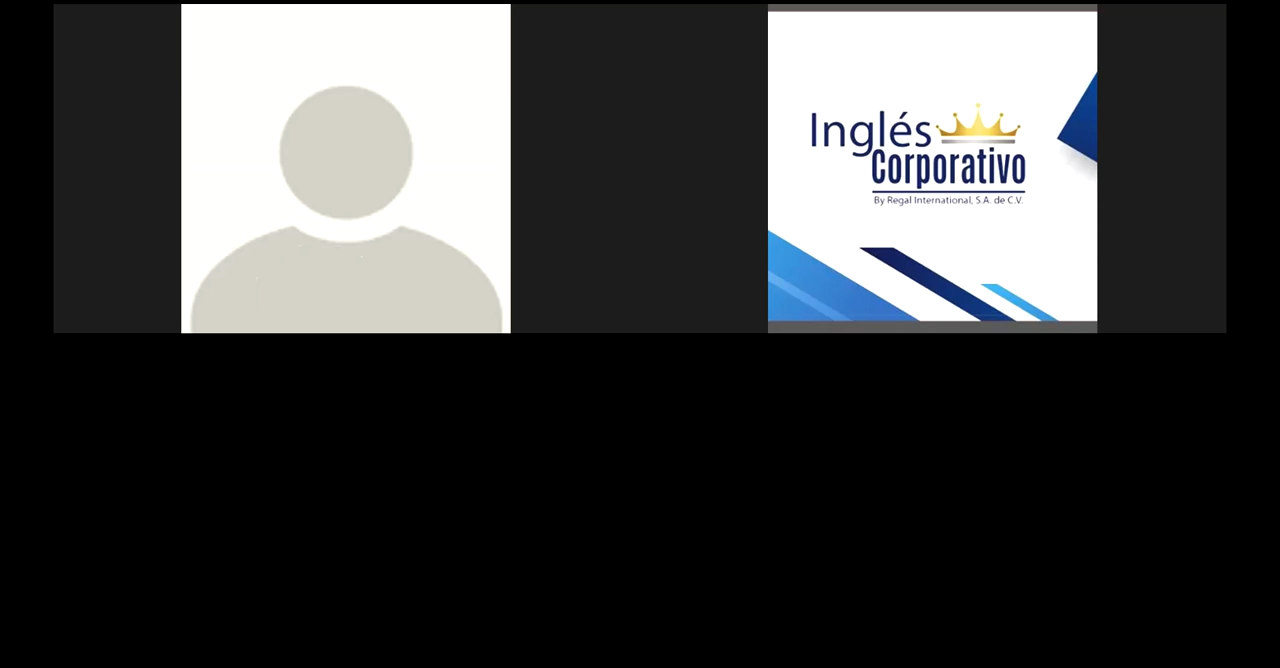 Inglés
Corporativo
By Regal International, S.A. de C.V.